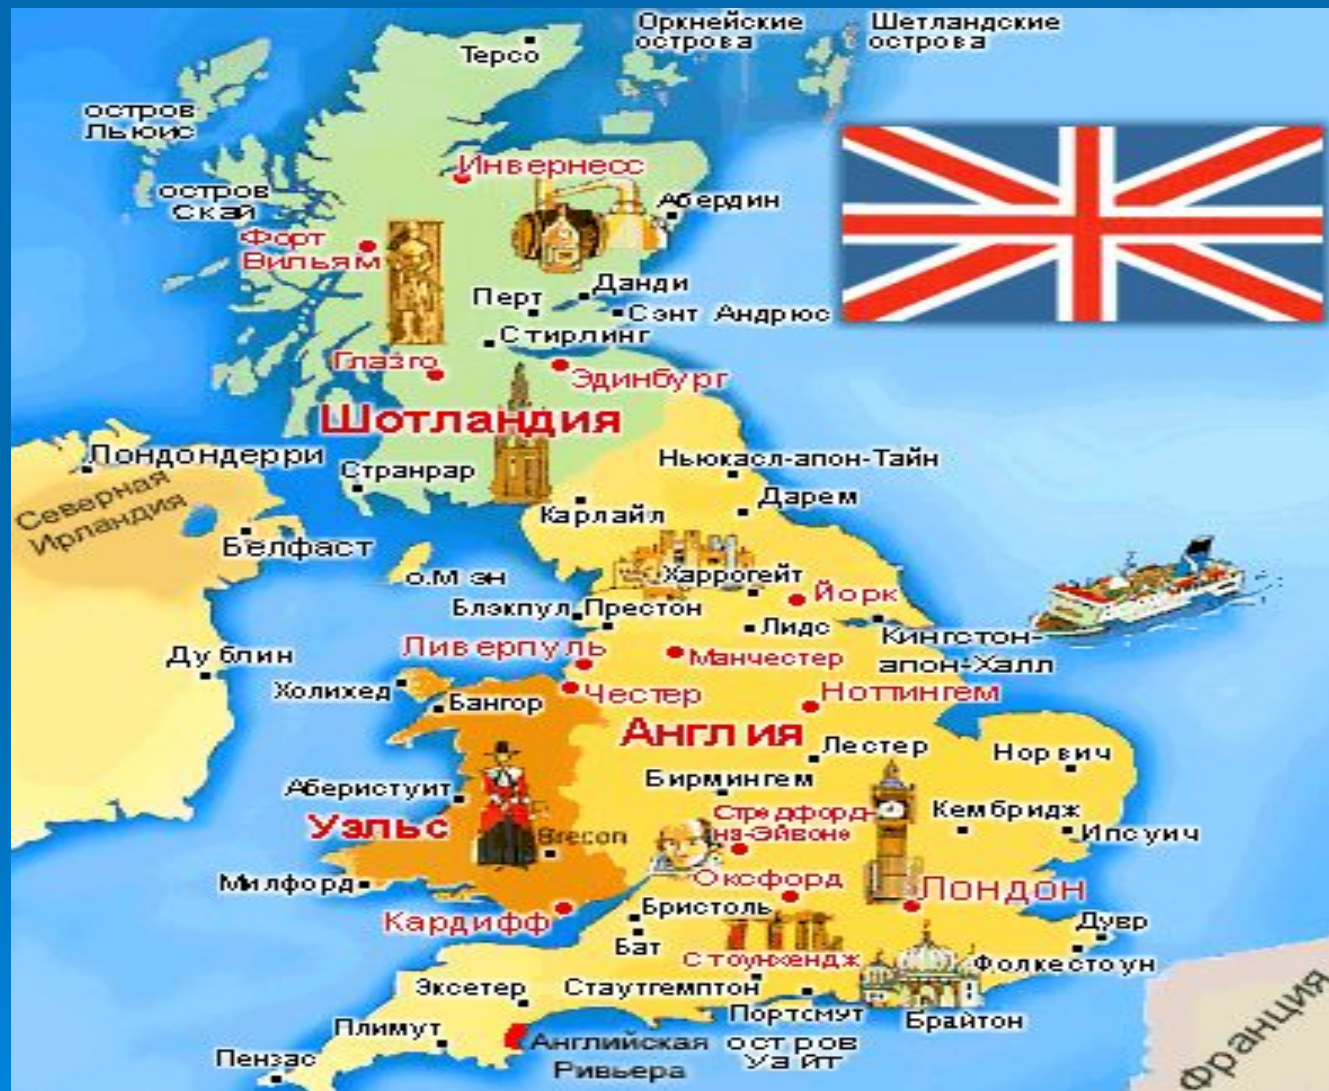 Оркнейские
острова
Шетландские
острова
Терсо
остров
Льюис
Инвернесс
остров
Скай
Абердин
Форт
Вильям
Данди
Перт
Сэнт Андрюс
Стирлинг
Глазго
Эдинбург
Шотландия
Лондондерри
Странрар
Ньюкасл-апон-Тайн
Северная
Ирландия
Дарем
Карлайл
Белфаст
о.Мэн
Харрогейт
Йорк
Блэкпул
Престон
Лидс
Кингстон-
апон-Халл
Ливерпуль
Манчестер
Дублин
Холихед
Честер
Ноттингем
Бангор
Англия
Лестер
Норвич
Бирмингем
Аберистуит
Стредфорд-
на-Эйвоне
Кембридж
Ипсуич
Уэльс
Brecon
Милфорд
Оксфорд
Лондон
Кардифф
Бристоль
Дувр
Бат
Стоунхендж
Фолкестоун
Эксетер
Стаутгемптон
Портсмут
Брайтон
Плимут
Английская
Ривьера
остров
Уайт
Пензас
Франция